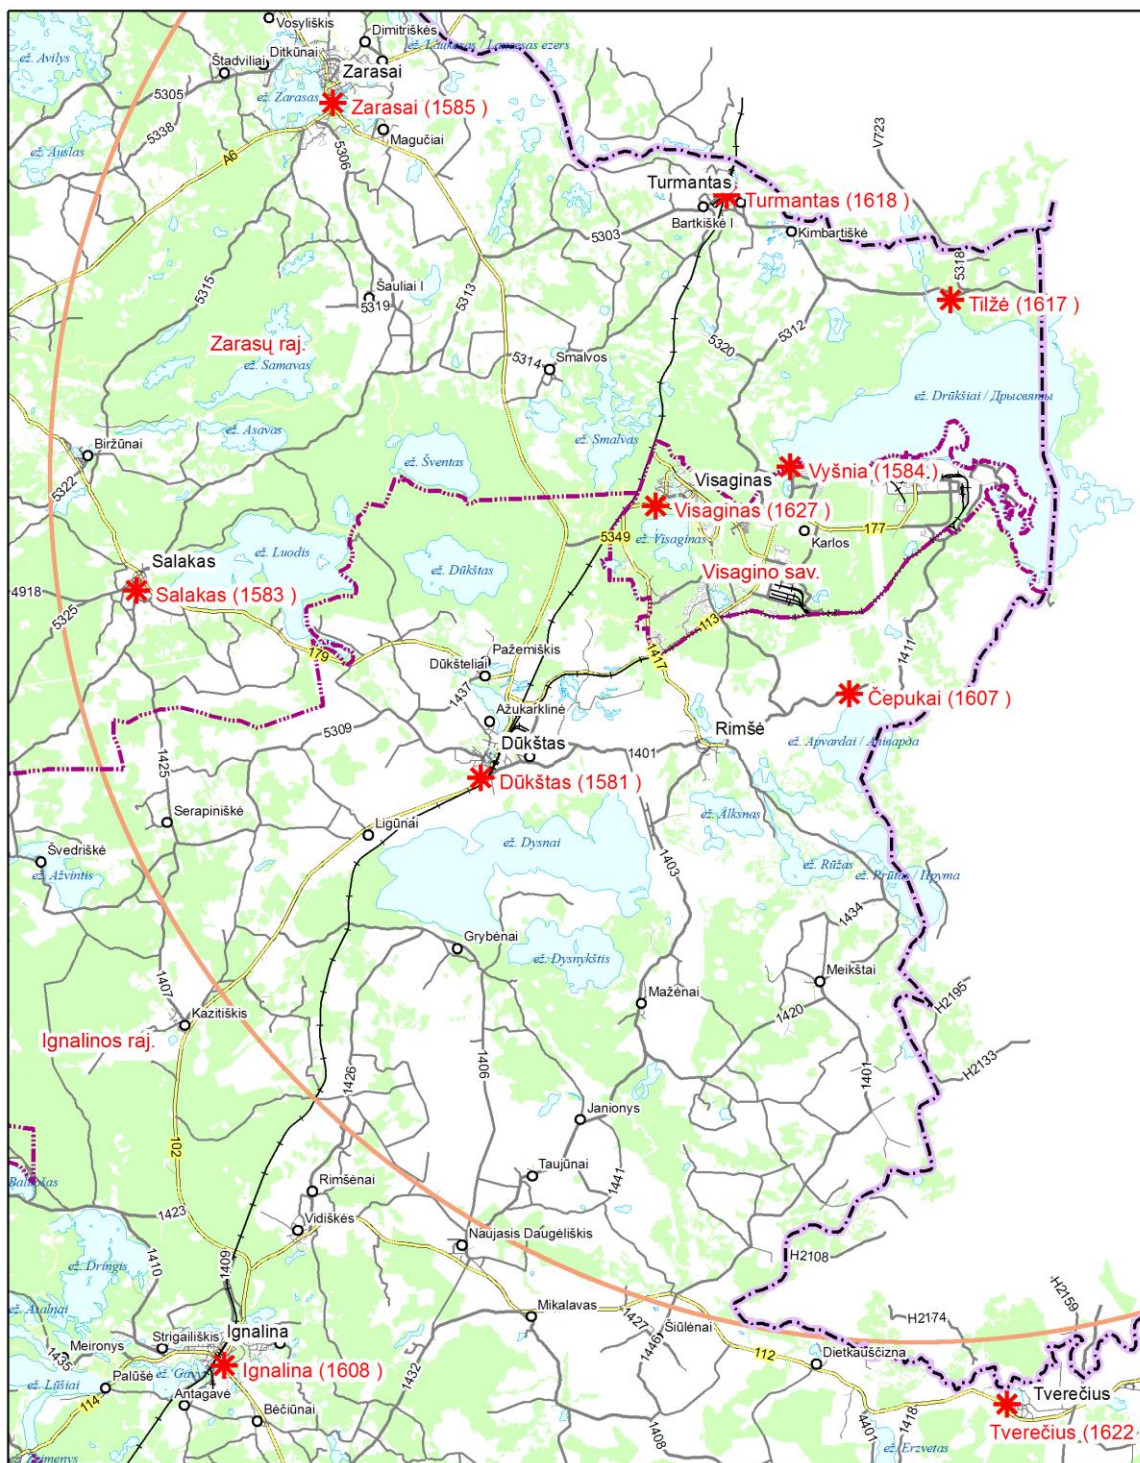 Vosyliškis
Dimitriškės
ež. Avilys
Ditkūnai
ež. Laukesas / Laucesas ezers
Štadviliai
Zarasai
5305
ež. Zarasas
Zarasai (1585 )
V723
5338
Magučiai
ež. Auslas
A6
5306
Turmantas
Turmantas (1618 )
Bartkiškė I
5303
Kimbartiškė
5318
5315
Šauliai I
5319
5313
Tilžė (1617 )
5312
Zarasų raj.
5320
5314
Smalvos
ež. Samavas
ež. Drūkšiai / Дрысвяты
ež. Asavas
ež. Smalvas
Biržūnai
ež. Šventas
Vyšnia (1584 )
5322
Visaginas
Visaginas (1627 )
177
Karlos
5349
ež. Visaginas
Salakas
ež. Luodis
ež. Dūkštas
Visagino sav.
4918
Salakas (1583 )
5325
113
179
Pažemiškis
1417
1411
Dūkšteliai
1437
Čepukai (1607 )
Ažukarklinė
5309
Rimšė
Dūkštas
1401
ež. Apvardai / Апіварда
1425
Dūkštas (1581 )
Serapiniškė
Ligūnai
ež. Alksnas
ež. Dysnai
Švedriškė
1403
ež. Rūžas
ež. Ažvintis
ež. Prūtas / Прута
1434
Grybėnai
ež. Dysnykštis
Meikštai
1407
H2195
Mažėnai
1420
Kazitiškis
Ignalinos raj.
H2133
1406
1426
1401
Janionys
102
Taujūnai
Rimšėnai
1441
1423
Vidiškės
Naujasis Daugėliškis
H2108
1410
1409
ež. Dringis
H2159
Mikalavas
H2174
1427
Šiūlėnai
Ignalina
Strigailiškis
1446
Meironys
112
1435
Dietkauščizna
Ignalina (1608 )
Palūšė
1432
ež. Lūšiai
Antagavė
Tverečius
114
Bėčiūnai
4401
1418
Tverečius (1622
1408
ež. Erzvetas